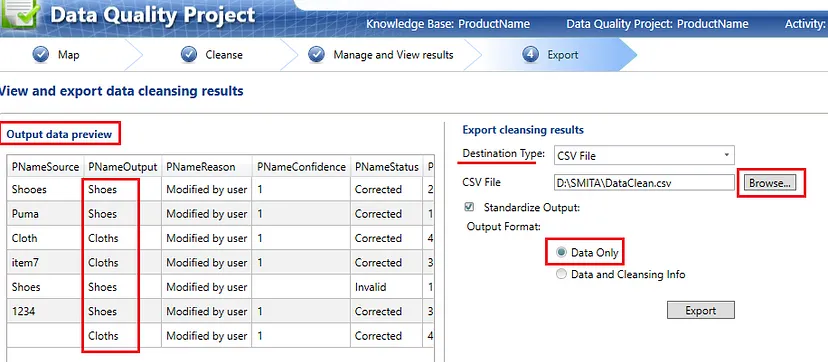 Data Quality Project
Knowledge Base: ProductName Data Quality Project: ProductName Activity:
Map Cleanse Manage and View results 4 Export
View and export data cleansing results
Output data preview
PNameSource PNameOutput PNameReason PNameConfidence PNameStatus P
Shooes Shoes Modified by user 1 Corrected 2
Puma Shoes Modified by user 1 Corrected 1
Cloth Cloths Modified by user 1 Corrected 4
item7 Cloths Modified by user 1 Corrected 3
Shoes Shoes Modified by user Invalid 1
1234 Shoes Modified by user 1 Corrected 3
Cloths Modified by user 1 Corrected 4
Export cleansing results
Destination Type: CSV File
CSV File D:\SMITA\DataClean.csv Browse...
Standardize Output:
Output Format:
Data Only
Data and Cleansing Info
Export